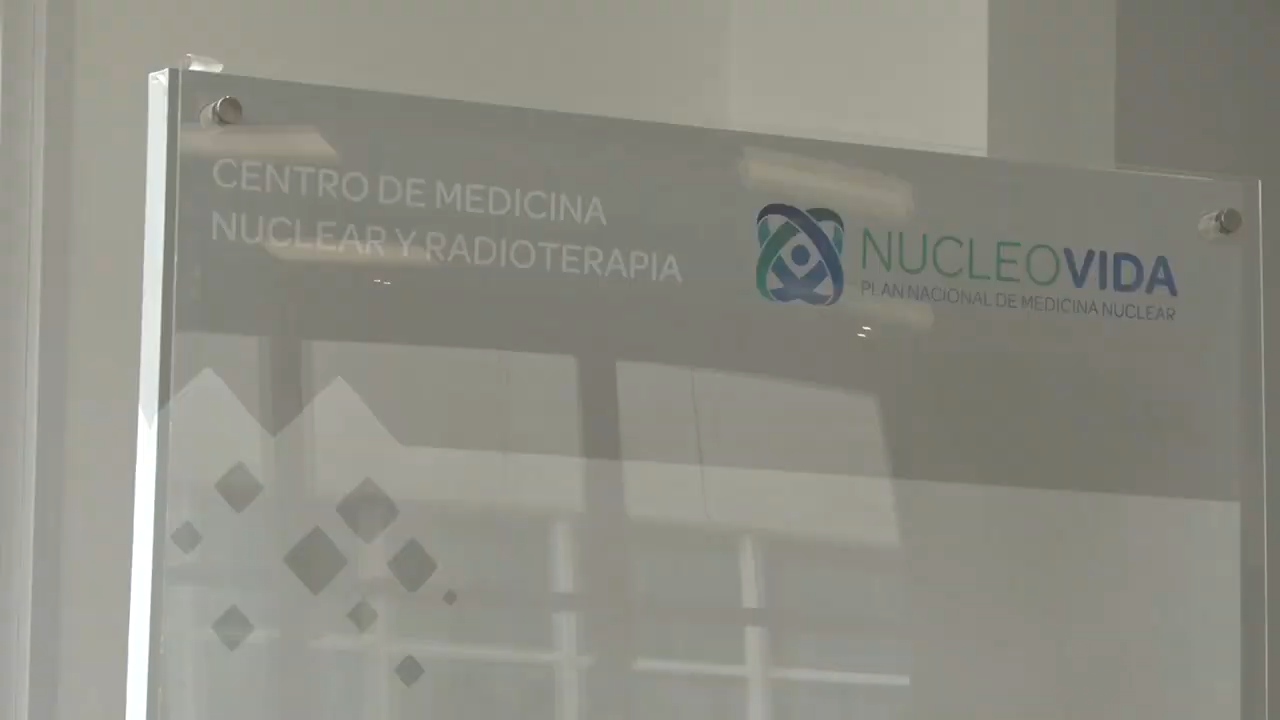 CENTRO DE MEDICINA
NUCLEAR Y RADIOTERAPIA
NUCLEOVIDA
PLAN NACIONAL DE MEDICINA NUCLEAR